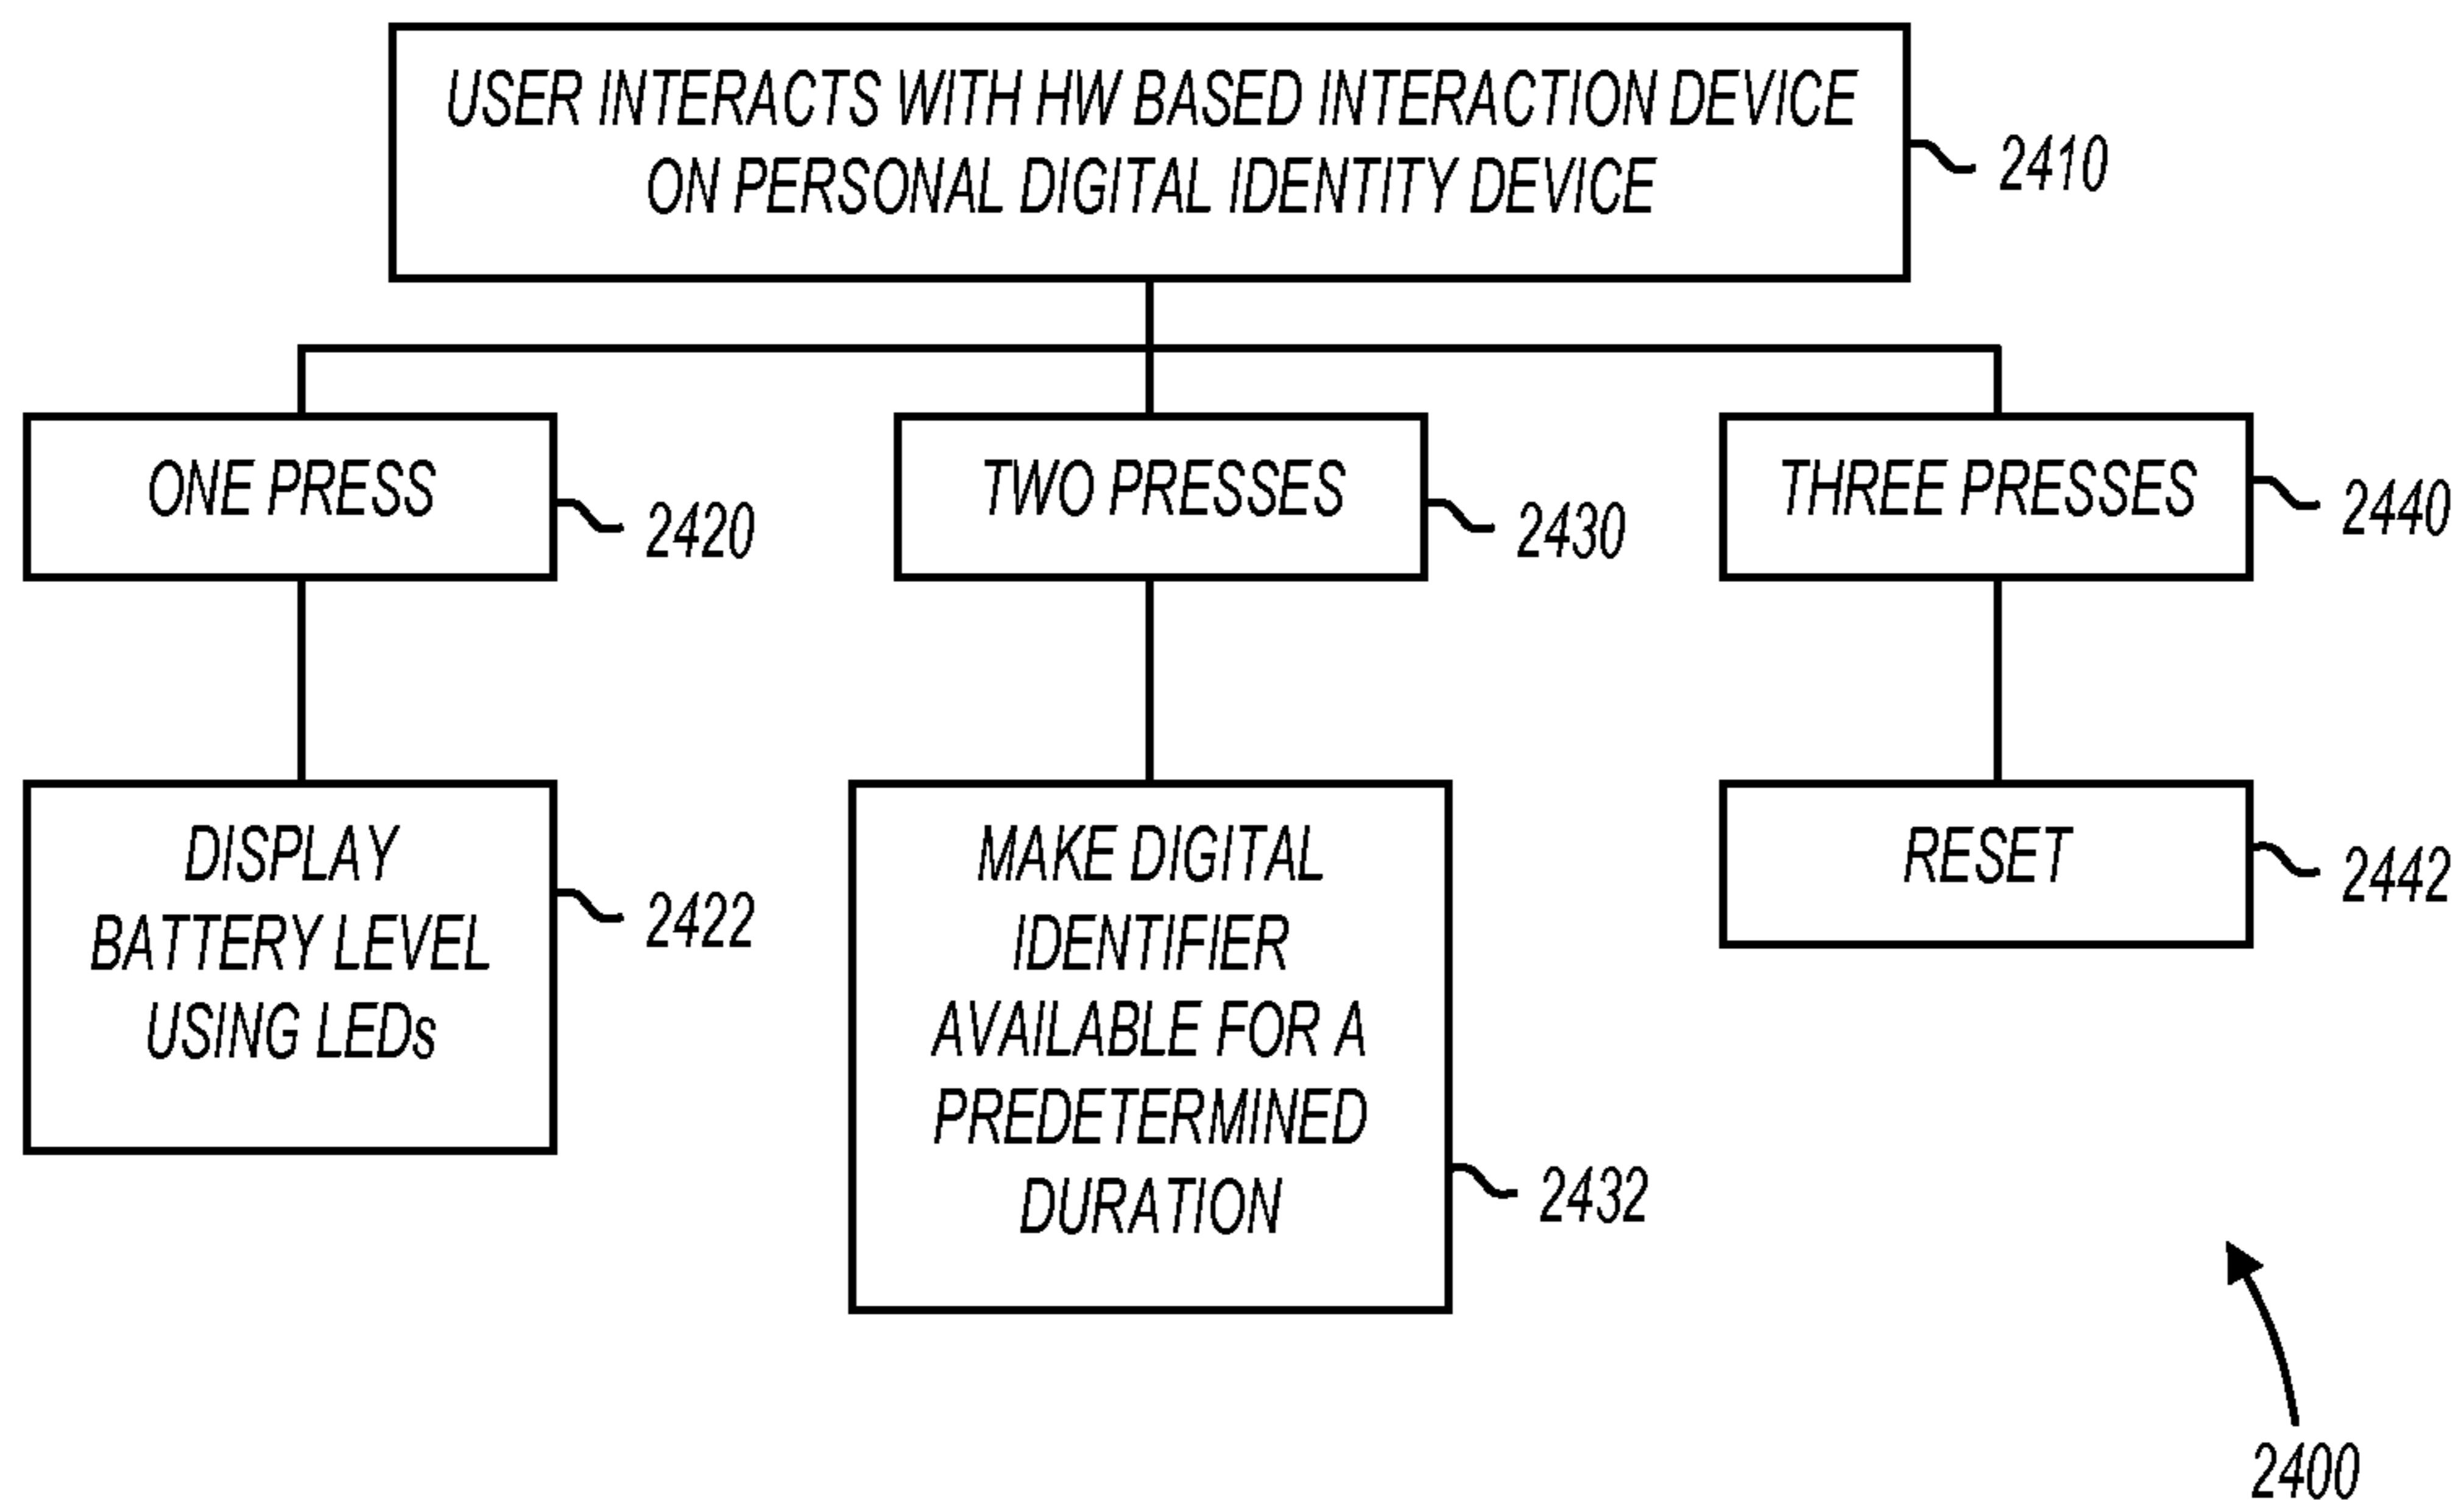 USER INTERACTS WITH HW BASED INTERACTION DEVICE
ON PERSONAL DIGITAL IDENTITY DEVICE
2410
ONE PRESS
2420
TWO PRESSES
2430
THREE PRESSES
2440
DISPLAY
BATTERY LEVEL
USING LEDs
2422
MAKE DIGITAL
IDENTIFIER
AVAILABLE FOR A
PREDETERMINED
DURATION
2432
RESET
2442
2400